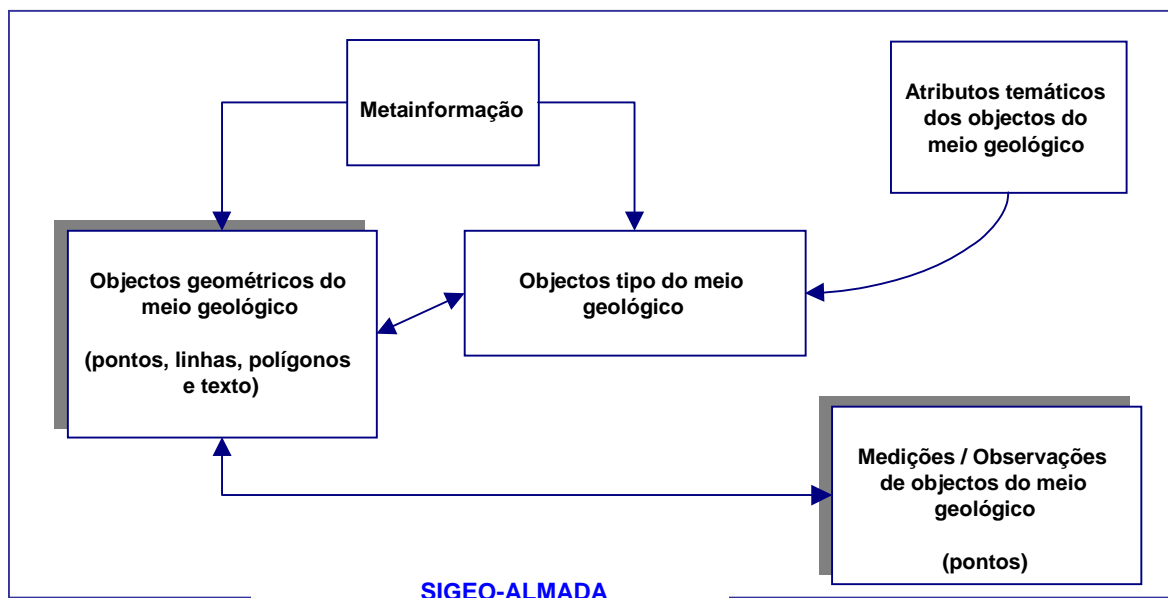 Metainformação
Atributos temáticos
dos objectos do
meio geológico
Objectos geométricos do
meio geológico
(pontos, linhas, polígonos
e texto)
Objectos tipo do meio
geológico
Medições / Observações
de objectos do meio
geológico
(pontos)
SIGEO-ALMADA